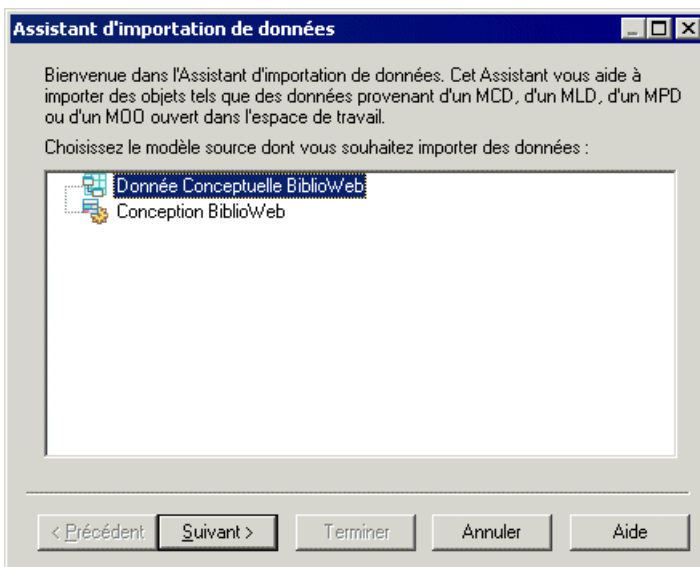 Assistant d'importation de données
Bienvenue dans l'Assistant d'importation de données. Cet Assistant vous aide à
importer des objets tels que des données provenant d'un MCD, d'un MLD, d'un MPD
ou d'un MOO ouvert dans l'espace de travail.
Choisissez le modèle source dont vous souhaitez importer des données :
Donnée Conceptuelle BiblioWeb
Conception BiblioWeb
< Précédent Suivant > Terminer Annuler Aide